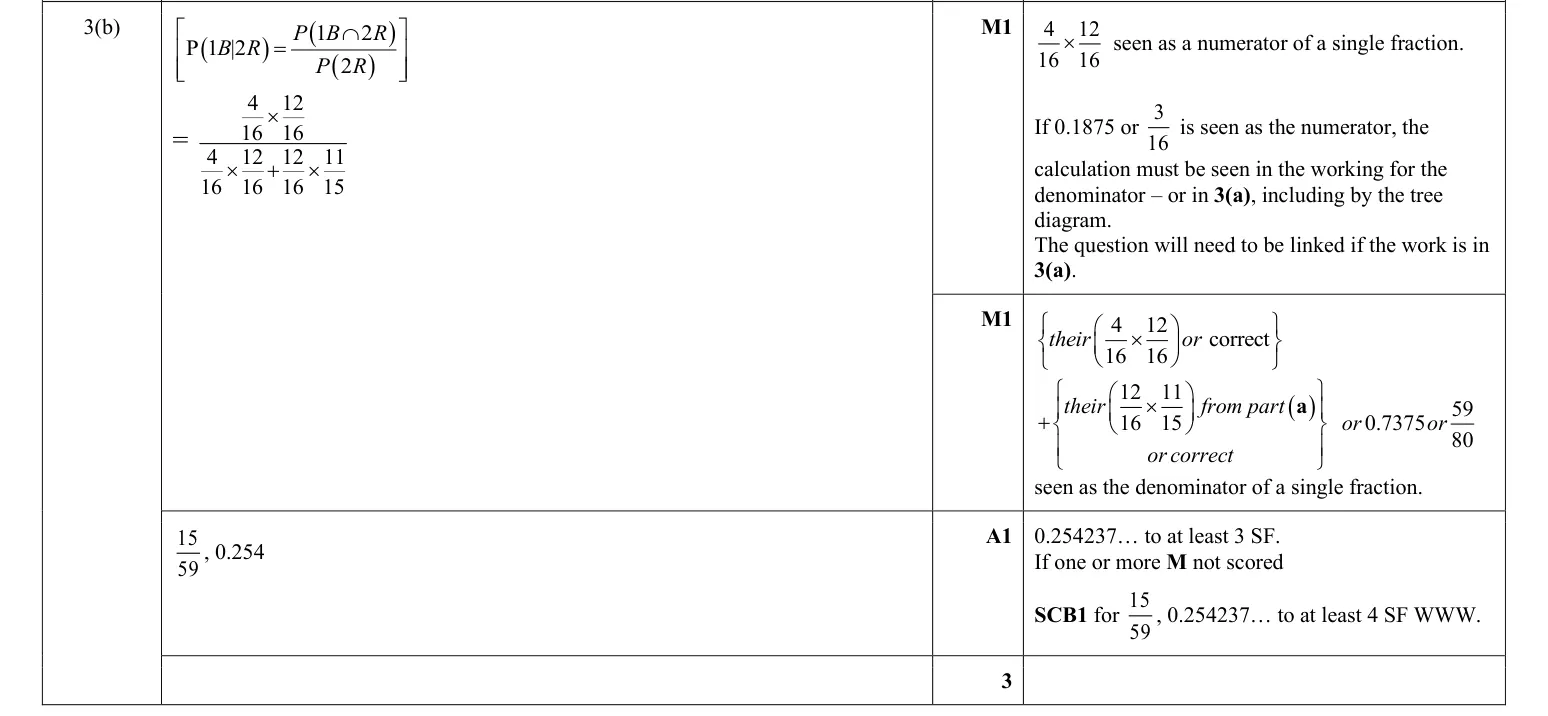 3(b)
[P(1B|2R) = P(1B∩2R) / P(2R)]
= (4/16 × 12/16) / (4/16 × 12/16 + 12/16 × 11/15)
M1
4/16 × 12/16 seen as a numerator of a single fraction.
If 0.1875 or 3/16 is seen as the numerator, the
calculation must be seen in the working for the
denominator – or in 3(a), including by the tree
diagram.
The question will need to be linked if the work is in
3(a).
M1
{their(4/16 × 12/16) or correct}
+{their(12/16 × 11/15) from part (a) or correct} or 0.7375 or 59/80
seen as the denominator of a single fraction.
15/59, 0.254
A1
0.254237… to at least 3 SF.
If one or more M not scored
SCB1 for 15/59, 0.254237… to at least 4 SF WWW.
3